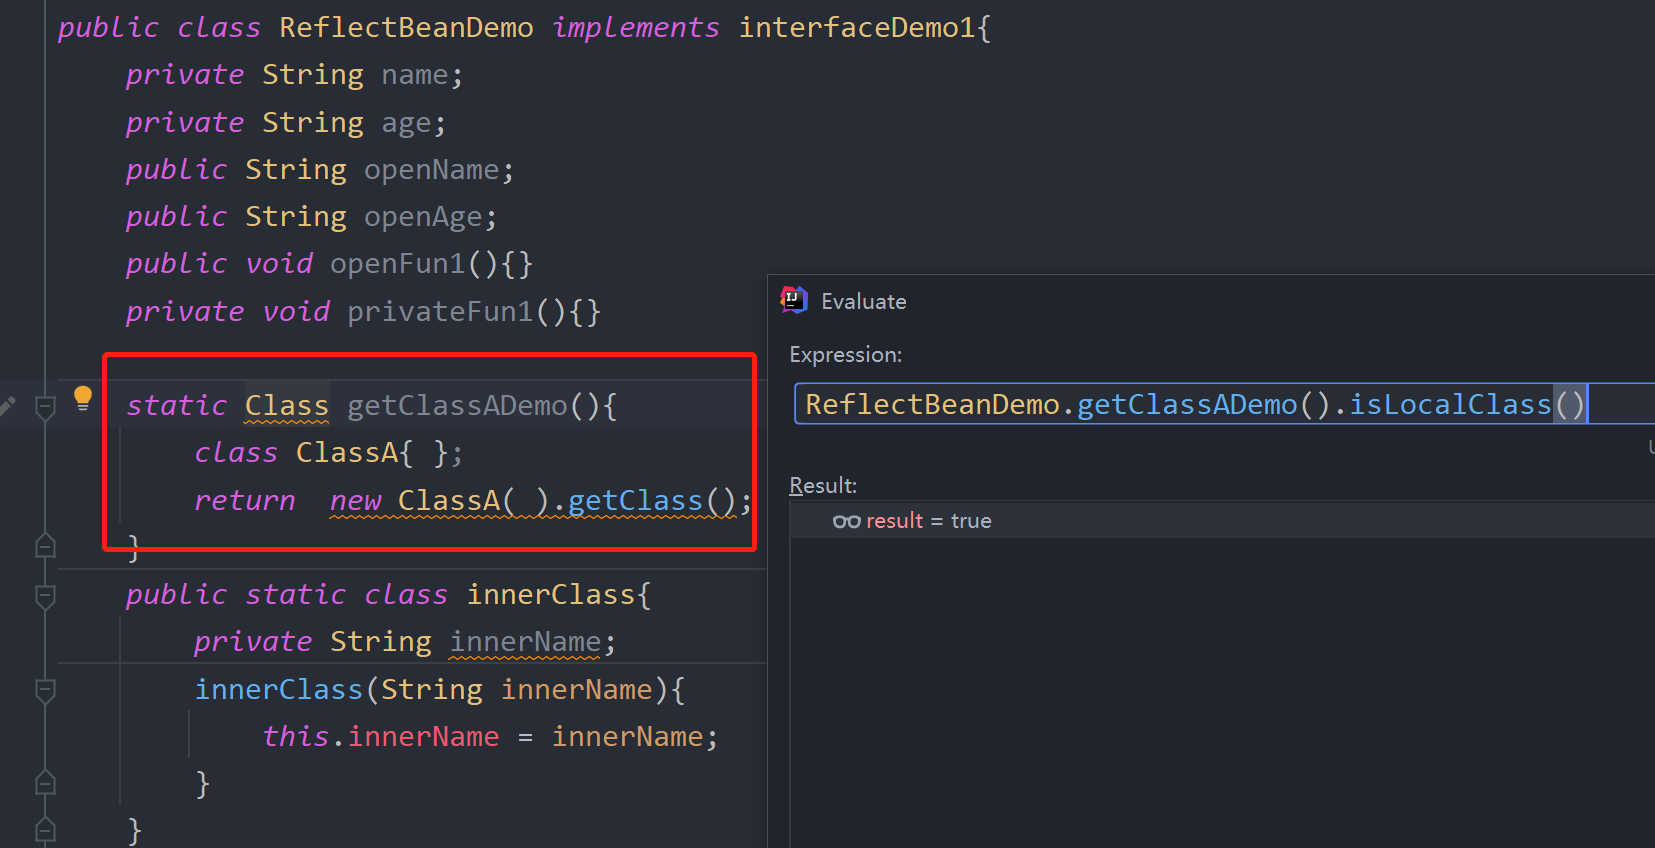 public class ReflectBeanDemo implements interfaceDemo1{
private String name;
private String age;
public String openName;
public String openAge;
public void openFun1(){}
private void privateFun1(){}
static Class getClassADemo(){
class ClassA{ };
return  new ClassA( ).getClass();
}
public static class innerClass{
private String innerName;
innerClass(String innerName){
this.innerName = innerName;
}
}
IJ
Evaluate
Expression:
ReflectBeanDemo.getClassADemo().isLocalClass()
Result:
result = true